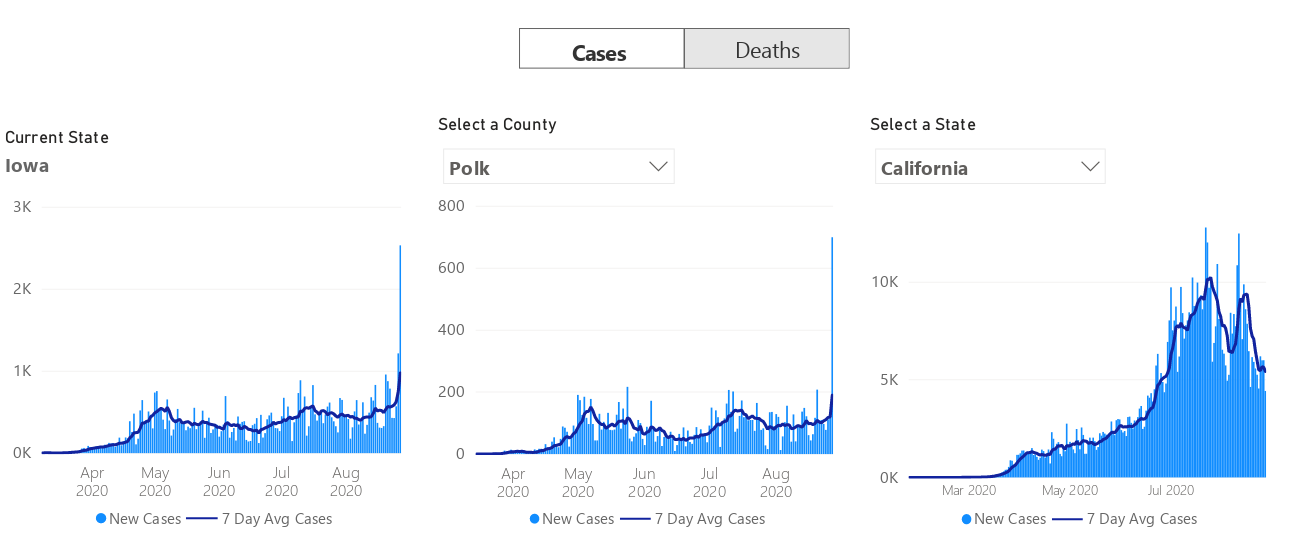 Cases
Deaths
Current State
Iowa
3K
2K
1K
0K
Apr 2020
May 2020
Jun 2020
Jul 2020
Aug 2020
New Cases
7 Day Avg Cases
Select a County
Polk
800
600
400
200
0
Apr 2020
May 2020
Jun 2020
Jul 2020
Aug 2020
New Cases
7 Day Avg Cases
Select a State
California
10K
5K
0K
Mar 2020
May 2020
Jul 2020
New Cases
7 Day Avg Cases